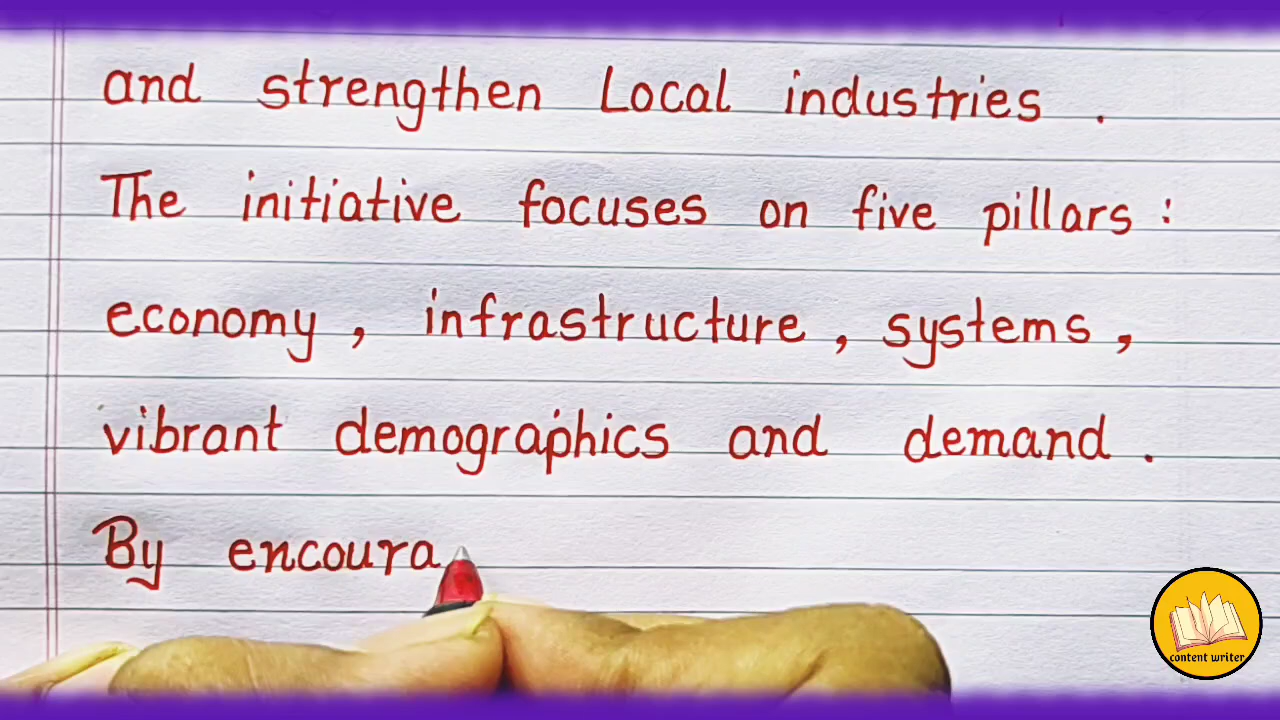 and strengthen Local industries .
The initiative focuses on five pillars :
economy , infrastructure , systems ,
vibrant demographics and demand .
By encoura
content writer